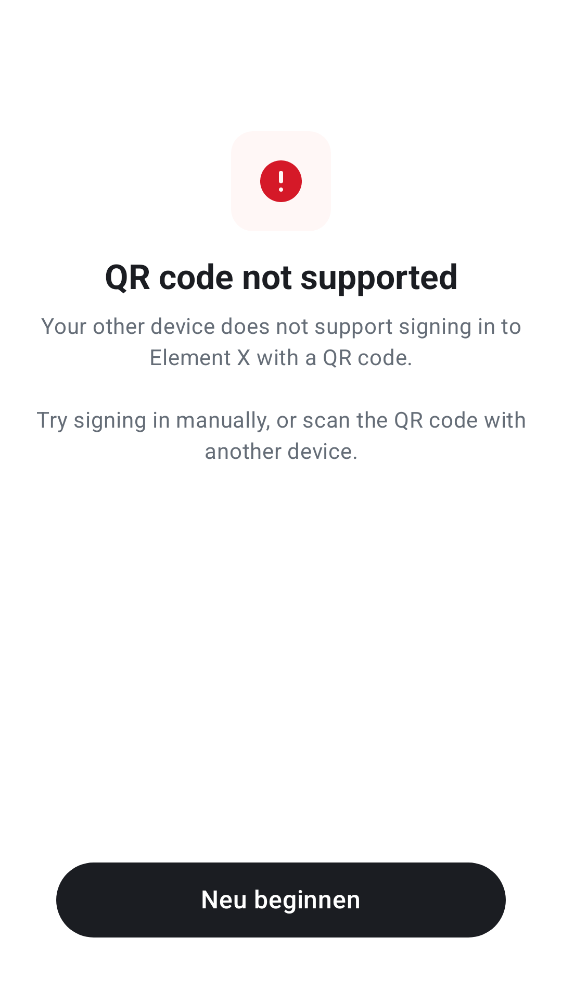 QR code not supported
Your other device does not support signing in to
Element X with a QR code.
Try signing in manually, or scan the QR code with
another device.
Neu beginnen